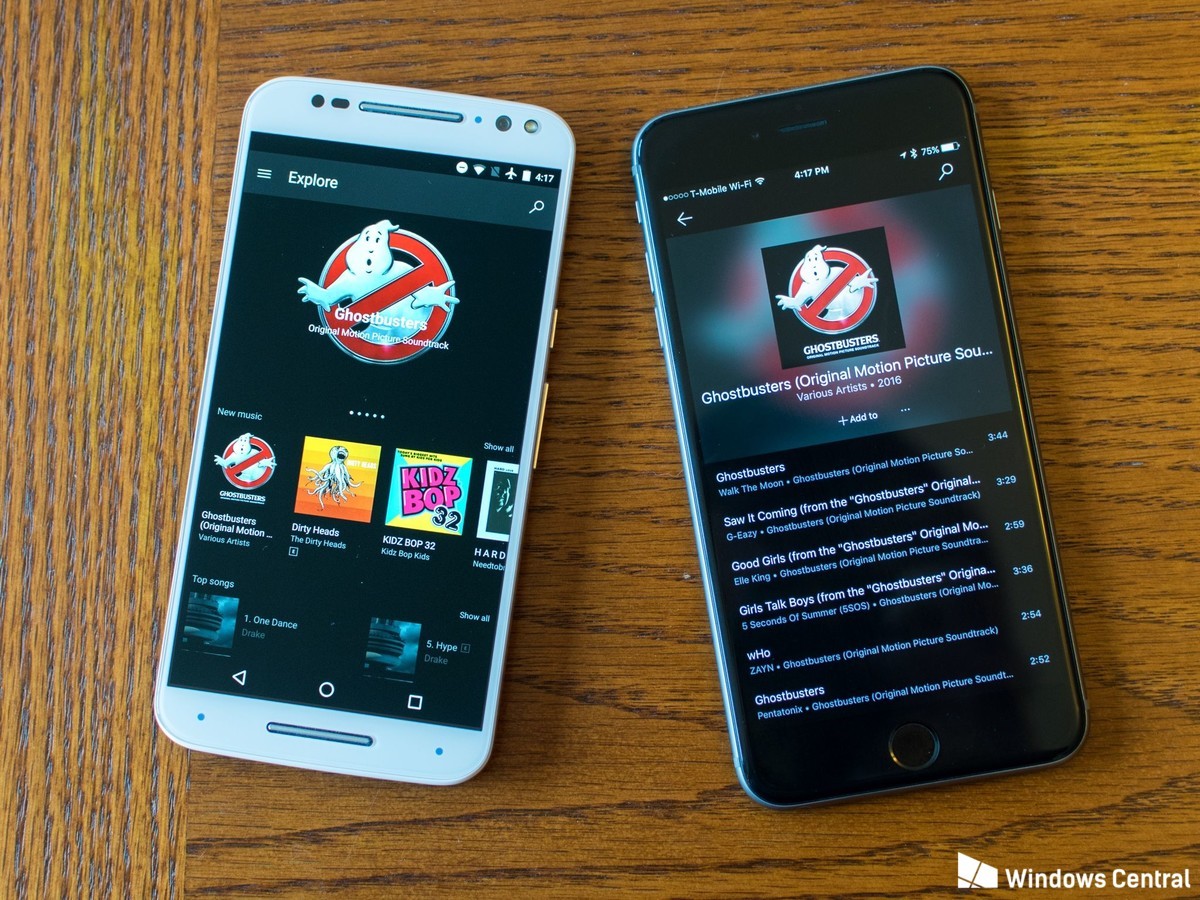 4:17
Explore
Ghostbusters
Original Motion Picture Soundtrack
New music
Show all
GHOSTBUSTERS
DIRTY HEADS
KIDZ
BOP
32
Ghostbusters
(Original Motion ...
Various Artists
Dirty Heads
The Dirty Heads
E
KIDZ BOP 32
Kidz Bop Kids
HARD
Needtob
Top songs
Show all
1. One Dance
Drake
5. Hype E
Drake
T-Mobile Wi-Fi 4:17 PM 75%
GHOSTBUSTERS
ORIGINAL MOTION PICTURE SOUNDTRACK
Ghostbusters (Original Motion Picture Sou...
Various Artists • 2016
+ Add to ...
Ghostbusters 3:44
Walk The Moon • Ghostbusters (Original Motion Picture So...
Saw It Coming (from the "Ghostbusters" Original... 3:29
G-Eazy • Ghostbusters (Original Motion Picture Soundtrack)
Good Girls (from the "Ghostbusters" Original Mo... 2:59
Elle King • Ghostbusters (Original Motion Picture Soundtra...
Girls Talk Boys (from the "Ghostbusters" Origina... 3:36
5 Seconds Of Summer (5SOS) • Ghostbusters (Original Mo...
wHo 2:54
ZAYN • Ghostbusters (Original Motion Picture Soundtrack)
Ghostbusters 2:52
Pentatonix • Ghostbusters (Original Motion Picture Soundt...
Windows Central